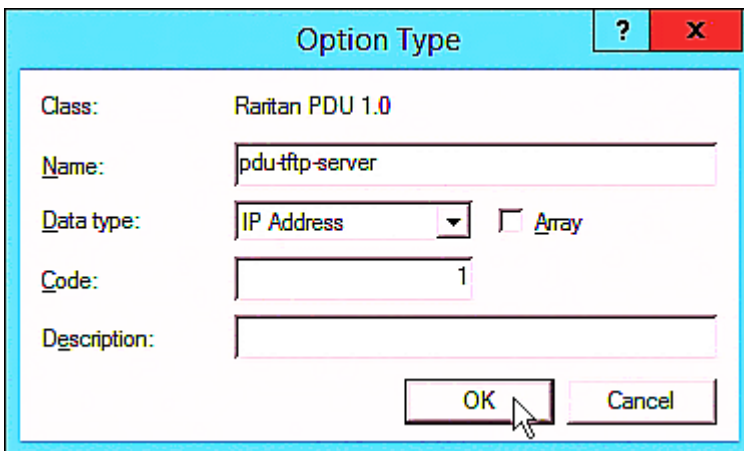 Option Type
? x
Class: Raritan PDU 1.0
Name: pdu-tftp-server
Data type: IP Address Array
Code: 1
Description:
OK Cancel